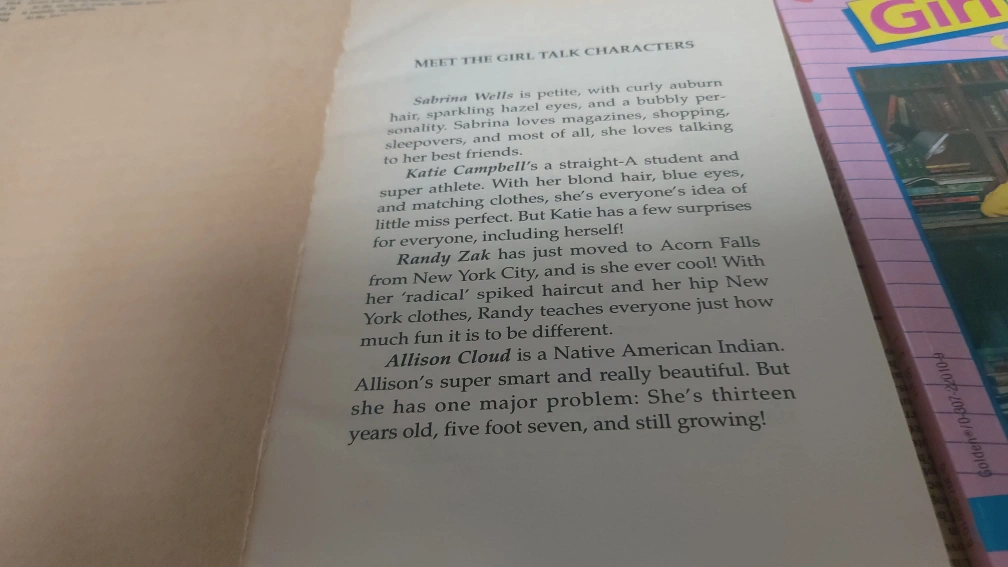 MEET THE GIRL TALK CHARACTERS
Sabrina Wells is petite, with curly auburn
hair, sparkling hazel eyes, and a bubbly per-
sonality. Sabrina loves magazines, shopping,
sleepovers, and most of all, she loves talking
to her best friends.
Katie Campbell's a straight-A student and
super athlete. With her blond hair, blue eyes,
and matching clothes, she's everyone's idea of
little miss perfect. But Katie has a few surprises
for everyone, including herself!
Randy Zak has just moved to Acorn Falls
from New York City, and is she ever cool! With
her 'radical' spiked haircut and her hip New
York clothes, Randy teaches everyone just how
much fun it is to be different.
Allison Cloud is a Native American Indian.
Allison's super smart and really beautiful. But
she has one major problem: She's thirteen
years old, five foot seven, and still growing!
Golden®/0-307-22010-9